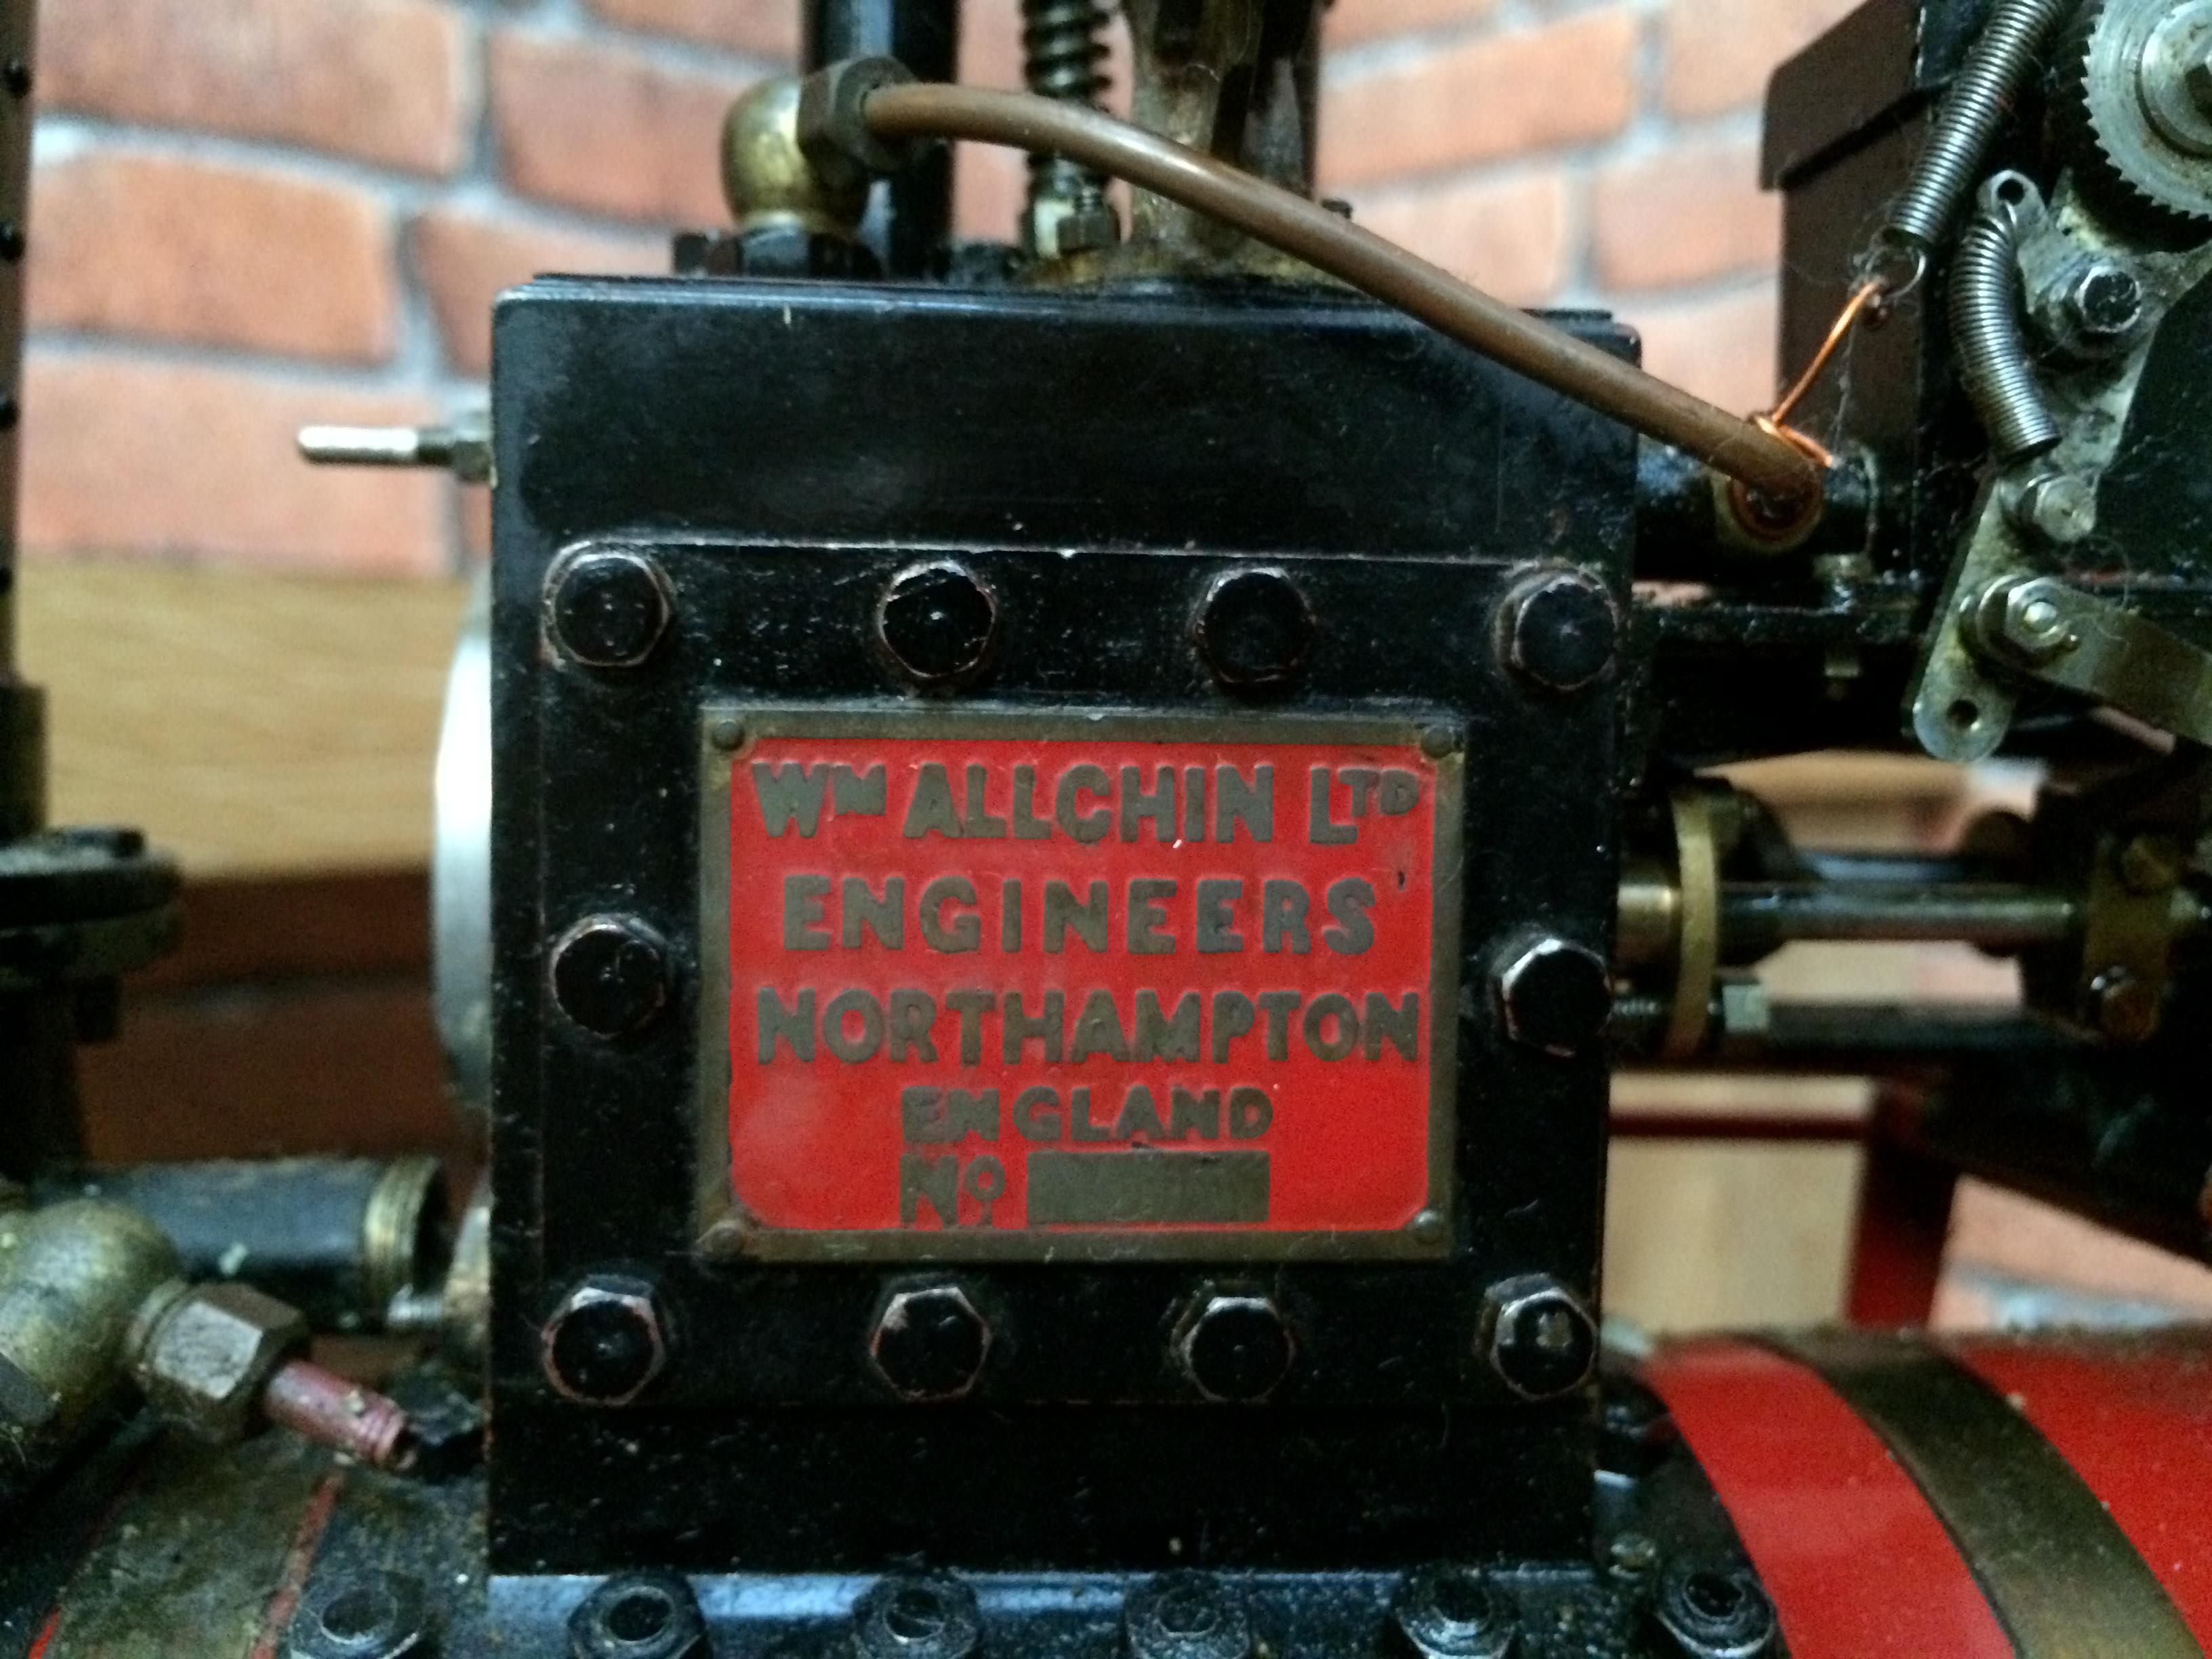 WM ALLCHIN LTD
ENGINEERS
NORTHAMPTON
ENGLAND
No